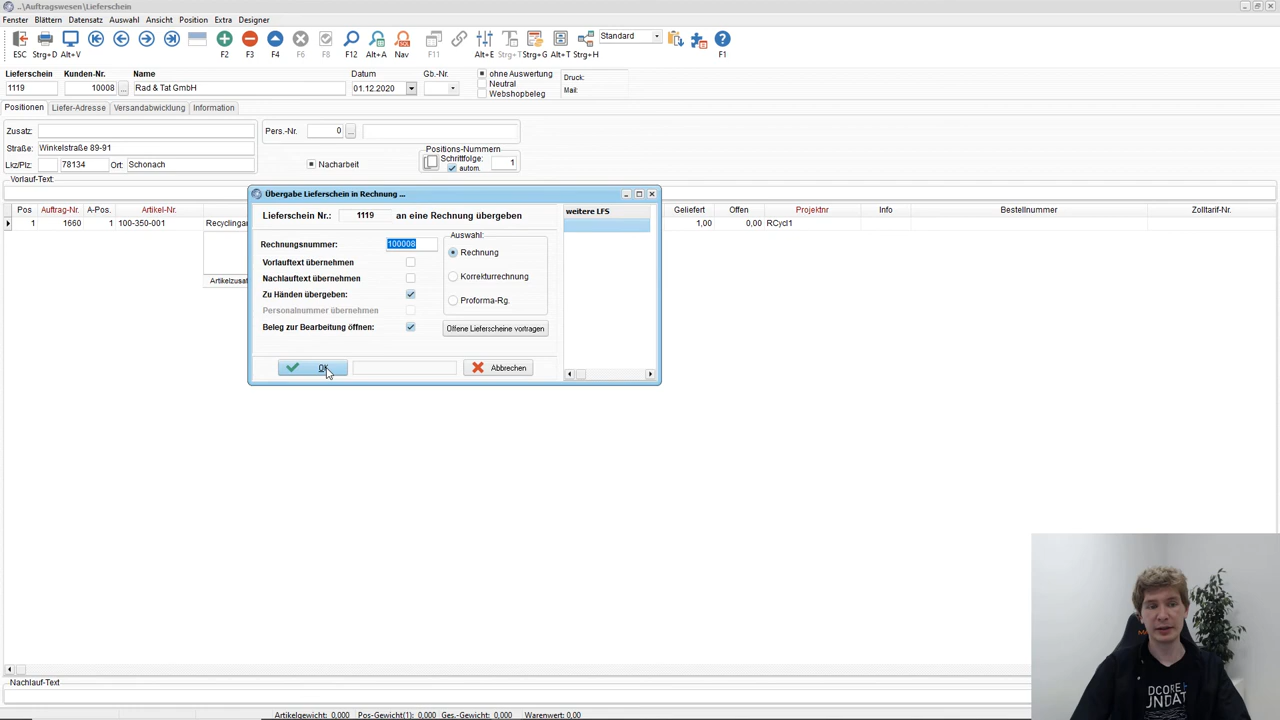 ..\Auftragswesen\Lieferschein
Fenster Blättern Datensatz Auswahl Ansicht Position Extra Designer
Standard
ESC Strg+D Alt+V F2 F3 F4 F6 F8 F12 Alt+A Nav F11 Alt+E Strg+T Strg+G Alt+T Strg+H F1
Lieferschein Kunden-Nr. Name Datum Gb.-Nr. ohne Auswertung Druck:
1119 10008 ... Rad & Tat GmbH 01.12.2020 Neutral Mail:
Webshopbeleg
Positionen Liefer-Adresse Versandabwicklung Information
Zusatz: Pers.-Nr. 0 ...
Straße: Winkelstraße 89-91 Positions-Nummern
Lkz/Plz: 78134 Ort: Schonach Nacharbeit Schriftfolge: 1
autom.
Vorlauf-Text:
Übergabe Lieferschein in Rechnung ...
Pos Auftrag-Nr. A-Pos. Artikel-Nr. Geliefert Offen Projektnr Info Bestellnummer Zolltarif-Nr.
1 1660 1 100-350-001 Recyclingan 1,00 0,00 RCycl1
Artikelzusat
Lieferschein Nr.: 1119 an eine Rechnung übergeben weitere LFS
Rechnungsnummer: 100008 Auswahl:
Vorlauftext übernehmen Rechnung
Nachlauftext übernehmen Korrekturrechnung
Zu Händen übergeben: Proforma-Rg.
Personalnummer übernehmen
Beleg zur Bearbeitung öffnen: Offene Lieferscheine vortragen
OK Abbrechen
Nachlauf-Text
Artikelgewicht: 0,000 Pos-Gewicht(1): 0,000 Ges.-Gewicht: 0,000 Warenwert: 0,00
DCORE
UNDAT